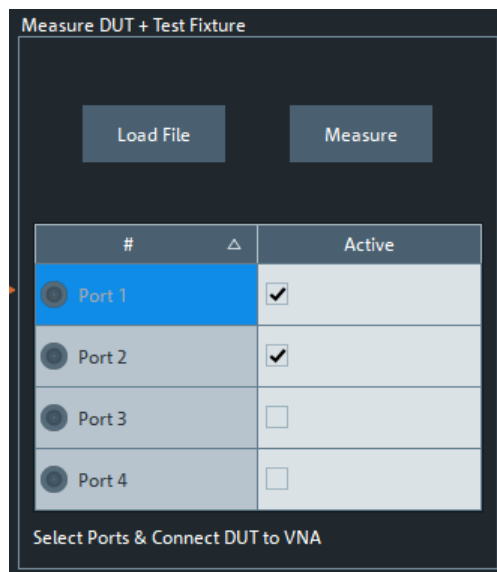 Measure DUT + Test Fixture
Load File Measure
# Active
Port 1
Port 2
Port 3
Port 4
Select Ports & Connect DUT to VNA